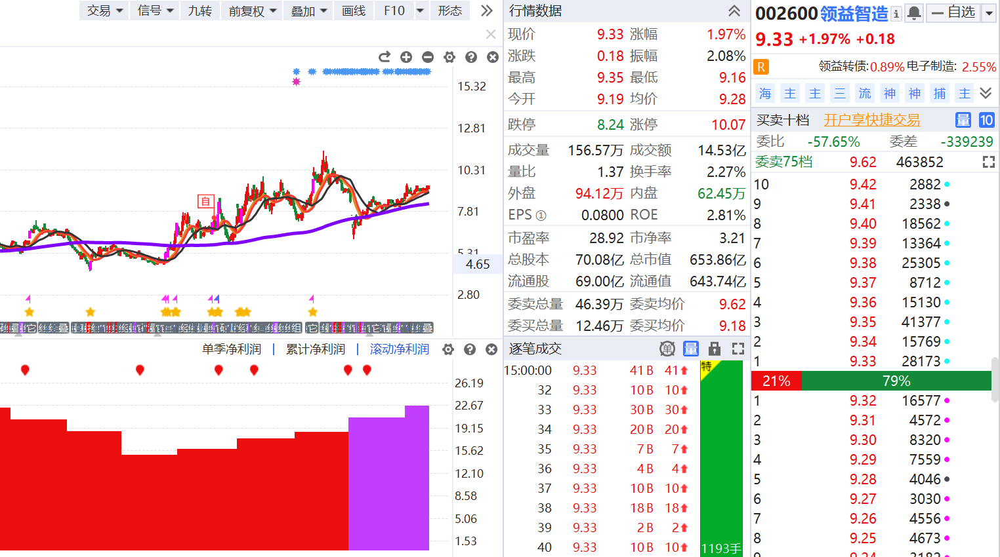 交易 信号 九转 前复权 叠加 画线 F10 形态
15.32
12.81
10.31
7.81
5.31
4.65
2.80
自
单季净利润 累计净利润 滚动净利润
26.19
22.67
19.15
15.62
12.10
8.58
5.06
1.53
行情数据
现价 9.33 涨幅 1.97%
涨跌 0.18 振幅 2.08%
最高 9.35 最低 9.16
今开 9.19 均价 9.28
跌停 8.24 涨停 10.07
成交量 156.57万 成交额 14.53亿
量比 1.37 换手率 2.27%
外盘 94.12万 内盘 62.45万
EPS ① 0.0800 ROE 2.81%
市盈率 28.92 市净率 3.21
总股本 70.08亿 总市值 653.86亿
流通股 69.00亿 流通值 643.74亿
委卖总量 46.39万 委卖均价 9.62
委买总量 12.46万 委买均价 9.18
逐笔成交 单 量
15:00:00 9.33 41 B 41
32 9.33 10 B 10
33 9.33 30 B 30
34 9.33 20 B 20
35 9.33 7 B 7
36 9.33 4 B 4
37 9.33 10 B 10
38 9.33 18 B 18
39 9.33 2 B 2
40 9.33 10 B 10
特
1193手
002600 领益智造 i 自选
9.33 +1.97% +0.18
R 领益转债:0.89% 电子制造: 2.55%
海 主 主 三 流 神 神 捕 主
买卖十档 开户享快捷交易 量 10
委比 -57.65% 委差 -339239
委卖75档 9.62 463852
10 9.42 2882
9 9.41 2338
8 9.40 18562
7 9.39 13364
6 9.38 25305
5 9.37 8712
4 9.36 15130
3 9.35 41377
2 9.34 15769
1 9.33 28173
21% 79%
1 9.32 16577
2 9.31 4572
3 9.30 8320
4 9.29 7559
5 9.28 4046
6 9.27 3030
7 9.26 4556
8 9.25 4673
9 9.24 3182